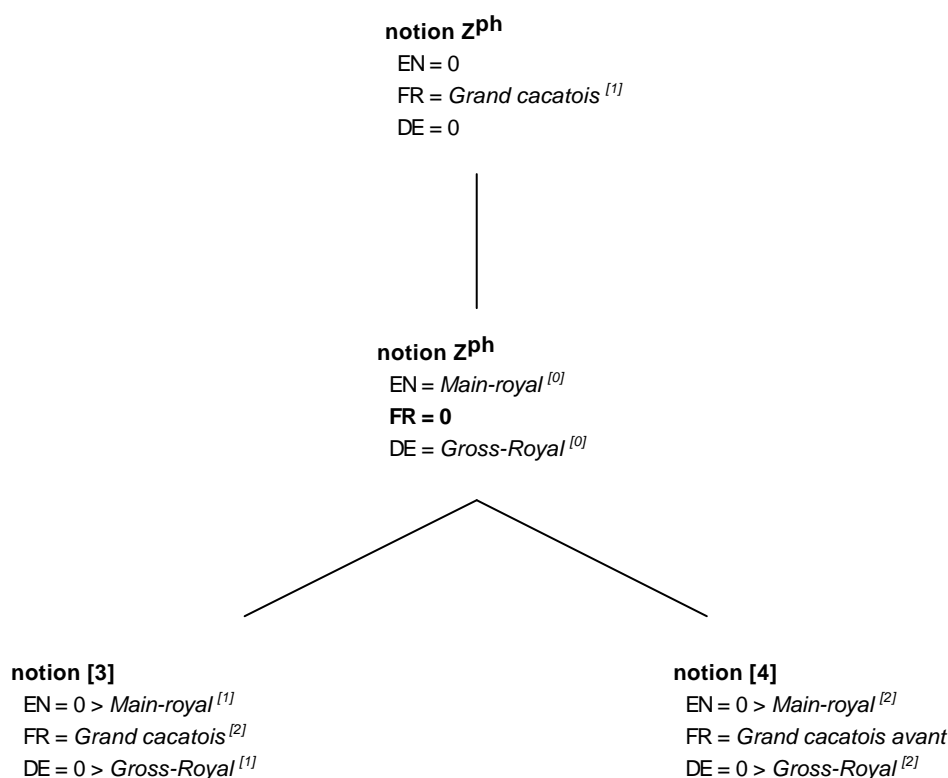 notion Z^ph
EN = 0
FR = Grand cacatois [1]
DE = 0
notion Z^ph
EN = Main-royal [0]
FR = 0
DE = Gross-Royal [0]
notion [3]
EN = 0 > Main-royal [1]
FR = Grand cacatois [2]
DE = 0 > Gross-Royal [1]
notion [4]
EN = 0 > Main-royal [2]
FR = Grand cacatois avant
DE = 0 > Gross-Royal [2]